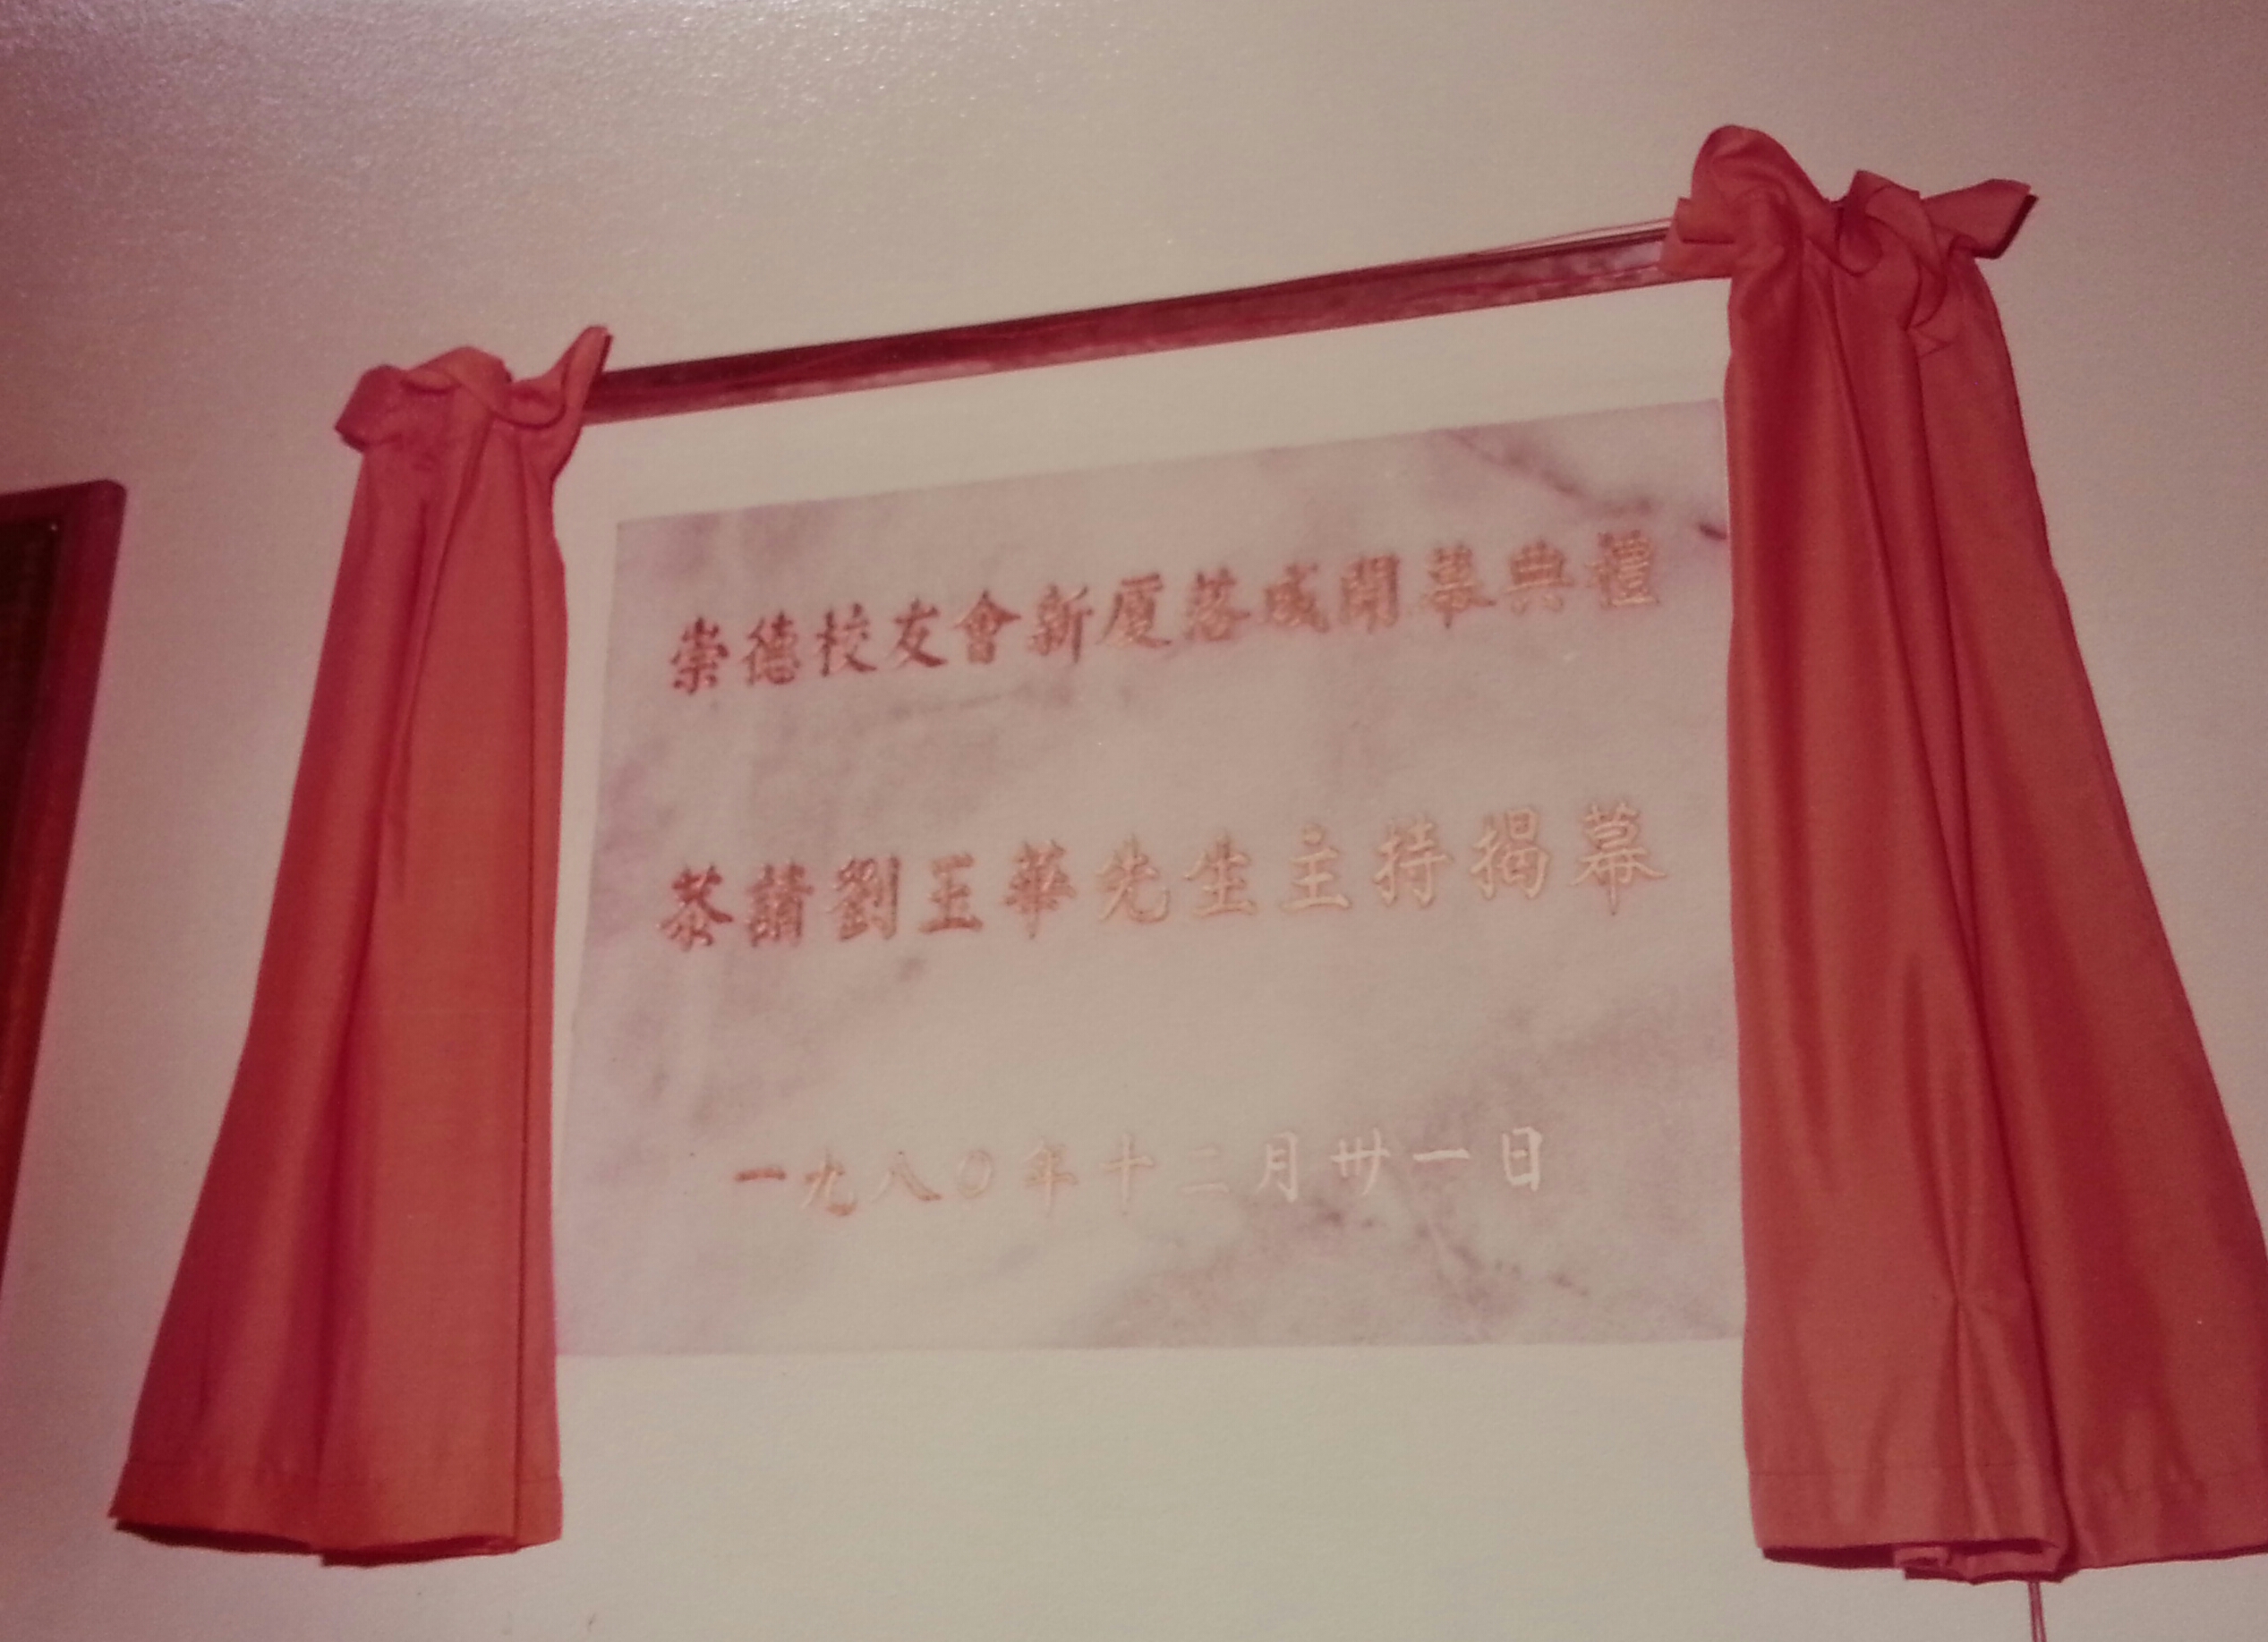 崇德校友會新厦落成開幕典禮
恭請劉玉華先生主持揭幕
一九八〇年十二月卅一日